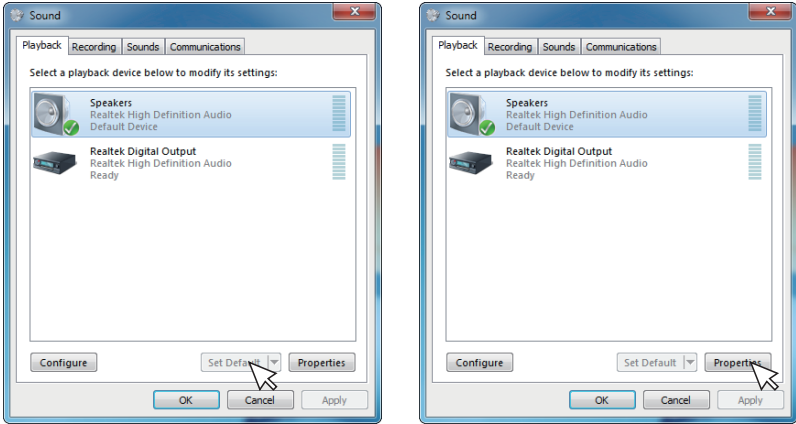 Sound
Playback Recording Sounds Communications
Select a playback device below to modify its settings:
Speakers
Realtek High Definition Audio
Default Device
Realtek Digital Output
Realtek High Definition Audio
Ready
Configure Set Default Properties
OK Cancel Apply
Sound
Playback Recording Sounds Communications
Select a playback device below to modify its settings:
Speakers
Realtek High Definition Audio
Default Device
Realtek Digital Output
Realtek High Definition Audio
Ready
Configure Set Default Properties
OK Cancel Apply